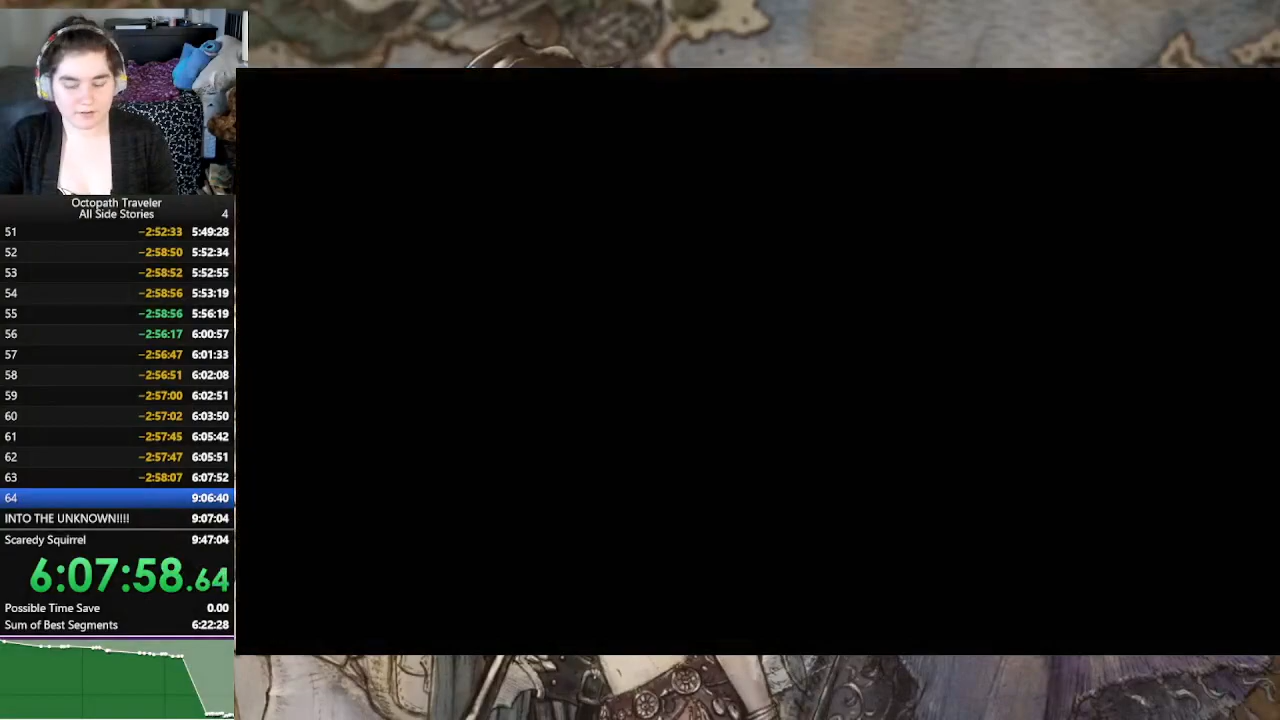 Octopath Traveler
All Side Stories 4
51 −2:52:33 5:49:28
52 −2:58:50 5:52:34
53 −2:58:52 5:52:55
54 −2:58:56 5:53:19
55 −2:58:56 5:56:19
56 −2:56:17 6:00:57
57 −2:56:47 6:01:33
58 −2:56:51 6:02:08
59 −2:57:00 6:02:51
60 −2:57:02 6:03:50
61 −2:57:45 6:05:42
62 −2:57:47 6:05:51
63 −2:58:07 6:07:52
64 9:06:40
INTO THE UNKNOWN!!!! 9:07:04
Scaredy Squirrel 9:47:04
6:07:58.64
Possible Time Save 0.00
Sum of Best Segments 6:22:28